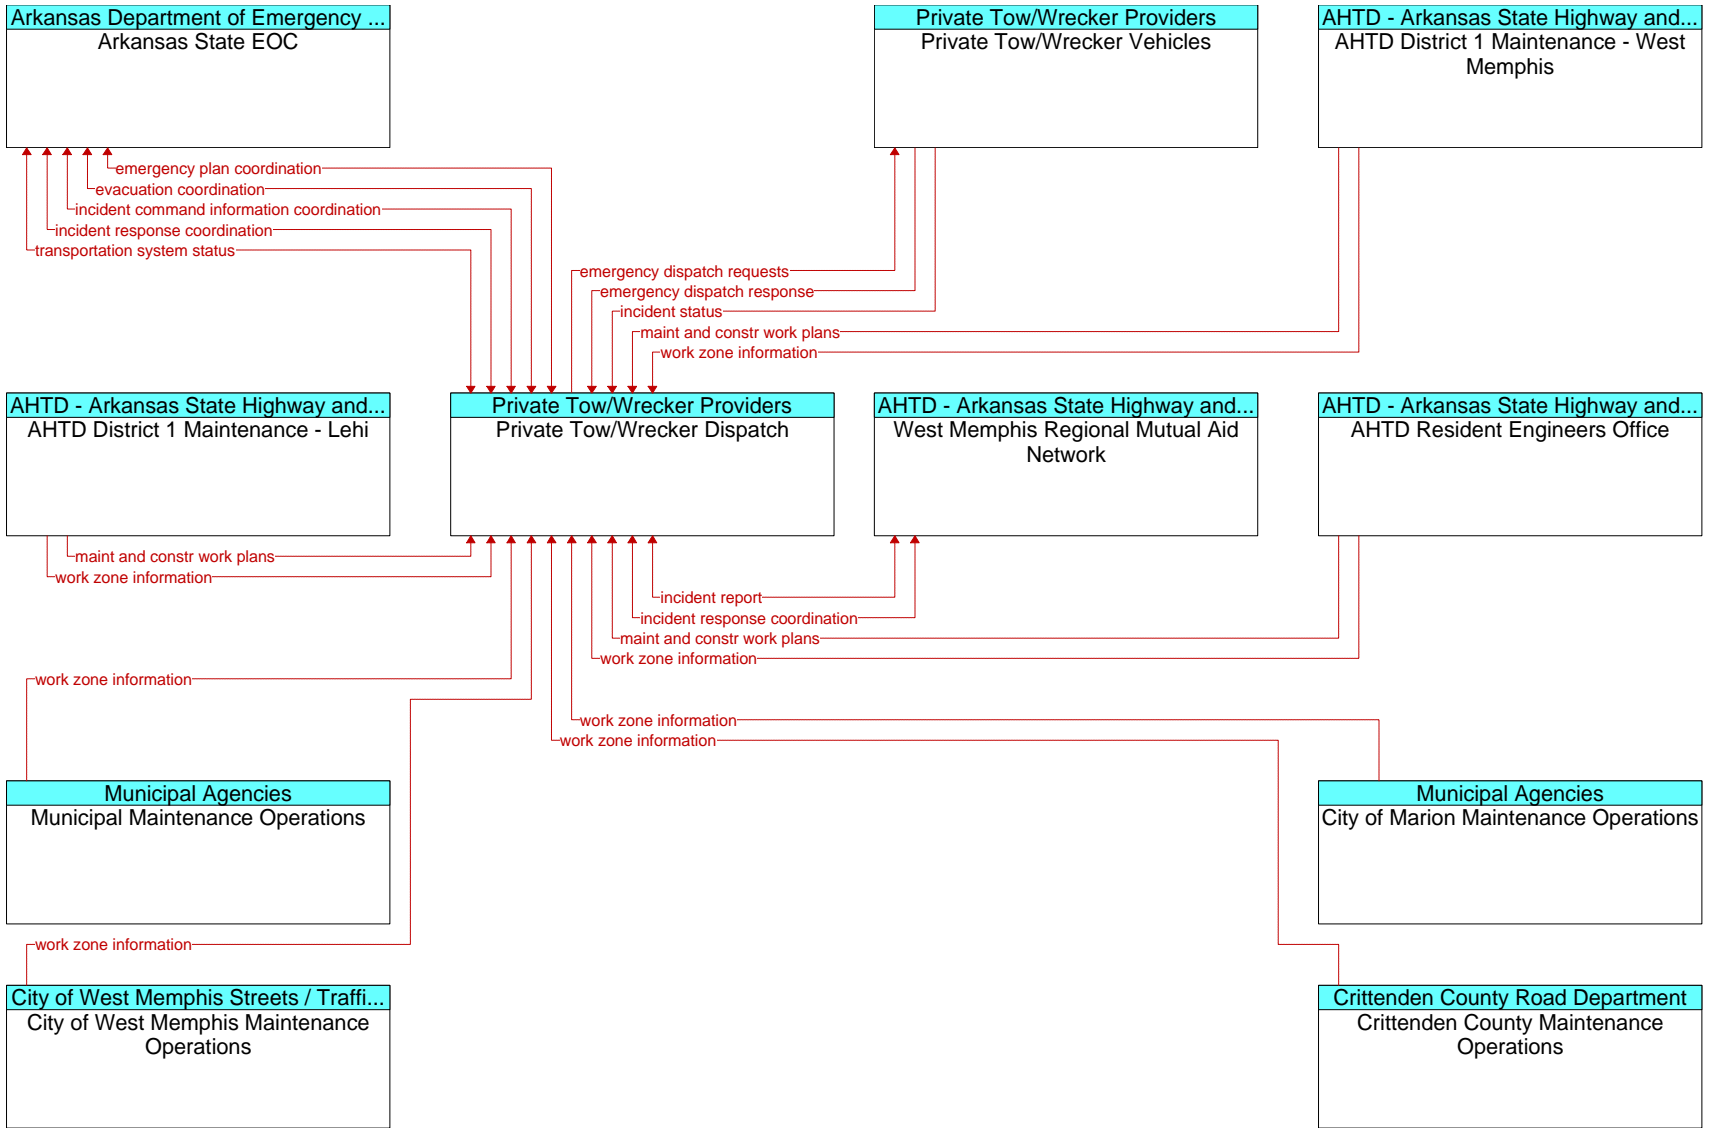 Arkansas Department of Emergency ...
Arkansas State EOC
Private Tow/Wrecker Providers
Private Tow/Wrecker Vehicles
AHTD - Arkansas State Highway and...
AHTD District 1 Maintenance - West
Memphis
emergency plan coordination
evacuation coordination
incident command information coordination
incident response coordination
transportation system status
emergency dispatch requests
emergency dispatch response
incident status
maint and constr work plans
work zone information
AHTD - Arkansas State Highway and...
AHTD District 1 Maintenance - Lehi
Private Tow/Wrecker Providers
Private Tow/Wrecker Dispatch
AHTD - Arkansas State Highway and...
West Memphis Regional Mutual Aid
Network
AHTD - Arkansas State Highway and...
AHTD Resident Engineers Office
maint and constr work plans
work zone information
incident report
incident response coordination
maint and constr work plans
work zone information
work zone information
work zone information
work zone information
Municipal Agencies
Municipal Maintenance Operations
Municipal Agencies
City of Marion Maintenance Operations
work zone information
City of West Memphis Streets / Traffi...
City of West Memphis Maintenance
Operations
Crittenden County Road Department
Crittenden County Maintenance
Operations